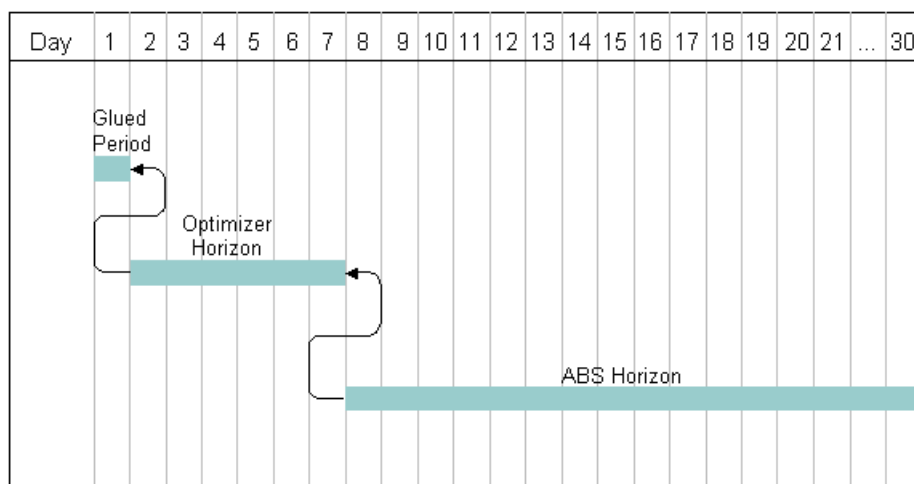 Day 1 2 3 4 5 6 7 8 9 10 11 12 13 14 15 16 17 18 19 20 21 ... 30
Glued
Period
Optimizer
Horizon
ABS Horizon